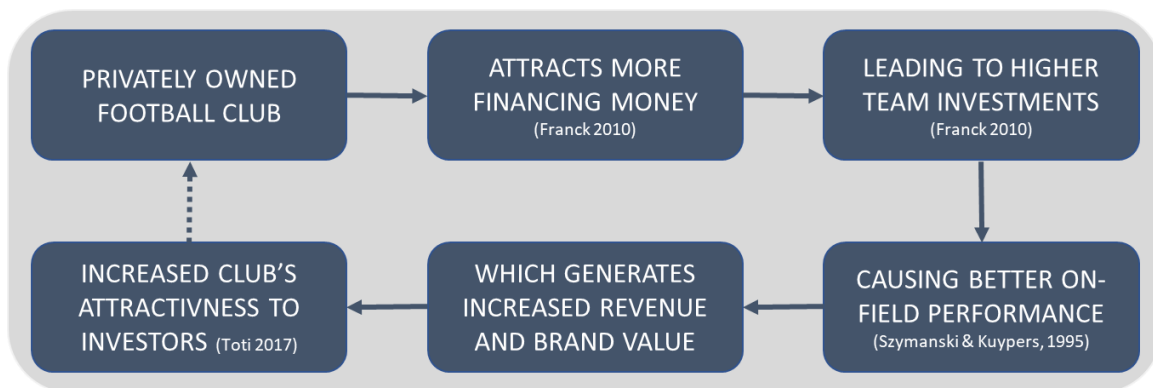 PRIVATELY OWNED
FOOTBALL CLUB
ATTRACTS MORE
FINANCING MONEY
(Franck 2010)
LEADING TO HIGHER
TEAM INVESTMENTS
(Franck 2010)
CAUSING BETTER ON-
FIELD PERFORMANCE
(Szymanski & Kuypers, 1995)
WHICH GENERATES
INCREASED REVENUE
AND BRAND VALUE
INCREASED CLUB’S
ATTRACTIVNESS TO
INVESTORS (Toti 2017)